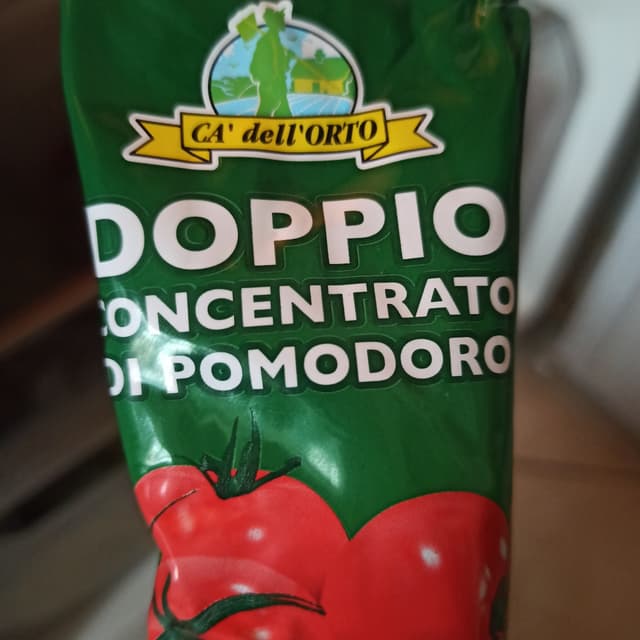 CA' dell'ORTO
DOPPIO
CONCENTRATO
DI POMODORO